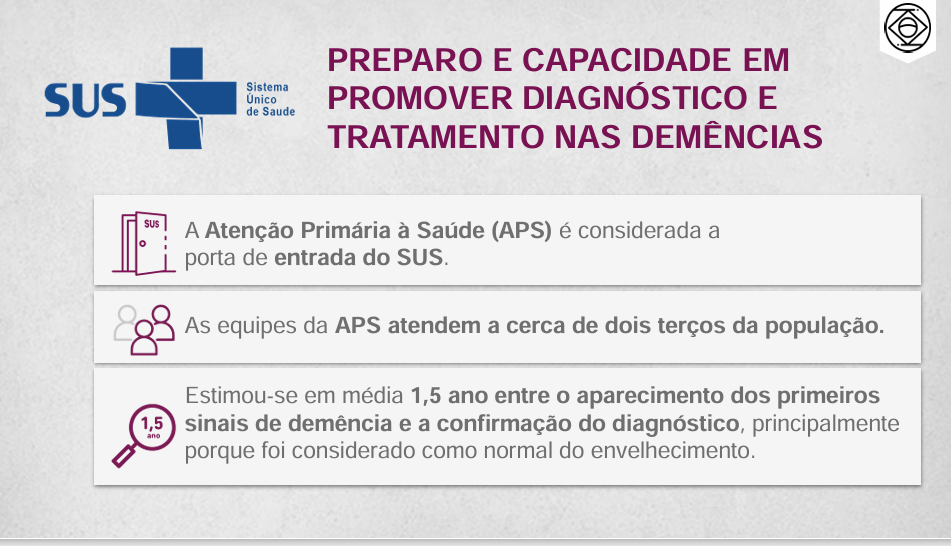 SUS
Sistema
Único
de Saude
PREPARO E CAPACIDADE EM
PROMOVER DIAGNÓSTICO E
TRATAMENTO NAS DEMÊNCIAS
SUS
A Atenção Primária à Saúde (APS) é considerada a
porta de entrada do SUS.
As equipes da APS atendem a cerca de dois terços da população.
1,5
ano
Estimou-se em média 1,5 ano entre o aparecimento dos primeiros
sinais de demência e a confirmação do diagnóstico, principalmente
porque foi considerado como normal do envelhecimento.